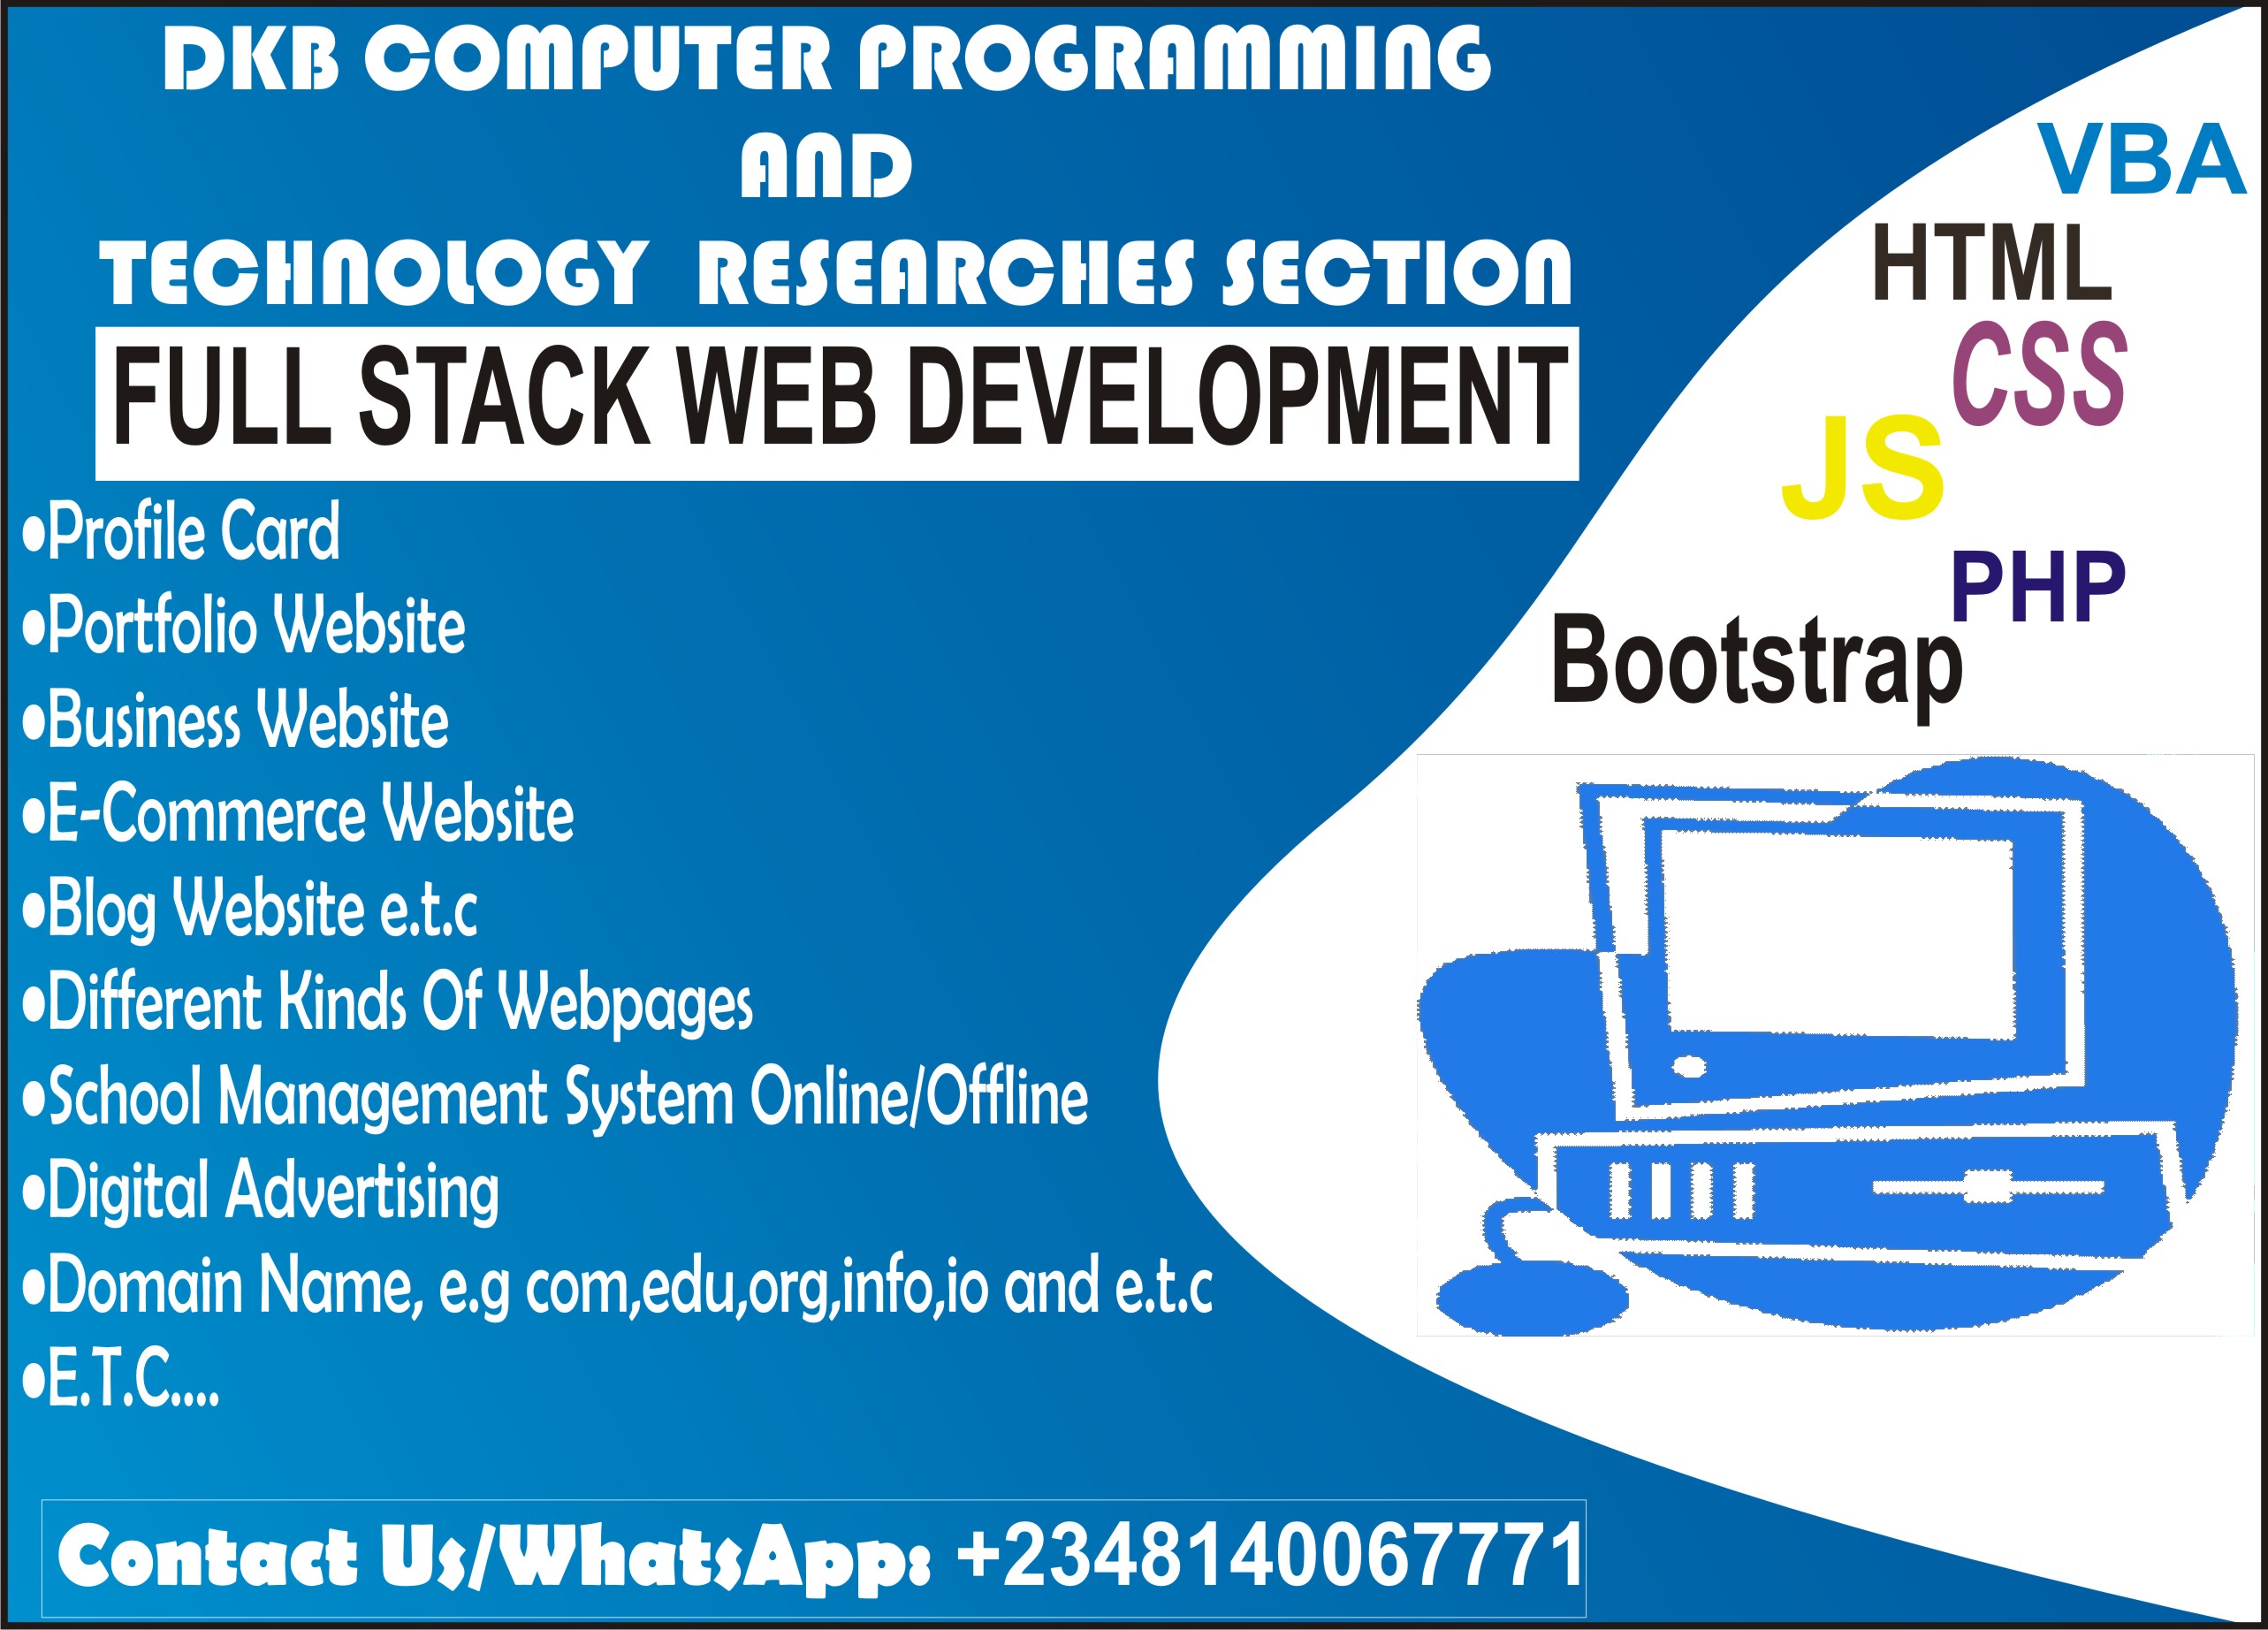 DKB COMPUTER PROGRAMMING
AND
TECHNOLOGY RESEARCHES SECTION
FULL STACK WEB DEVELOPMENT
•Profile Card
•Portfolio Website
•Business Website
•E-Commerce Website
•Blog Website e.t.c
•Different Kinds Of Webpages
•School Management System Online/Offline
•Digital Advertising
•Domain Name, e.g com,edu,org,info,io and e.t.c
•E.T.C....
VBA
HTML
CSS
JS
PHP
Bootstrap
Contact Us/WhatsApp: +2348140067771